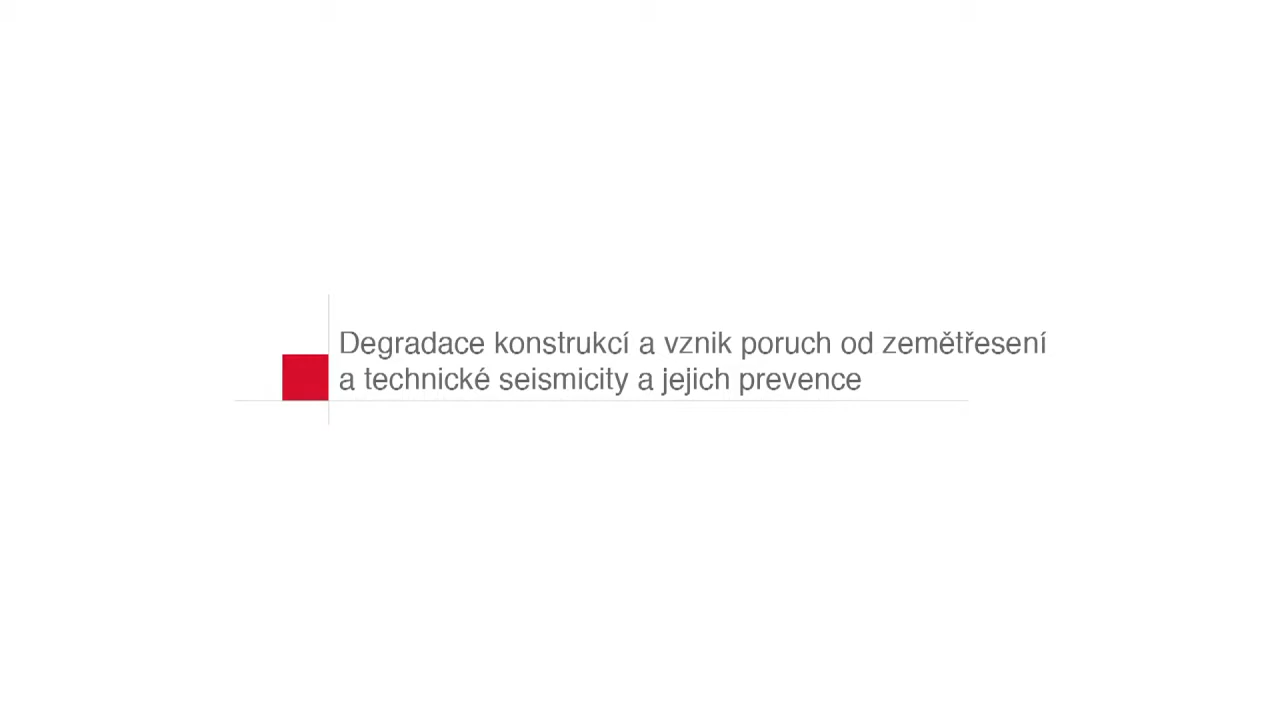 Degradace konstrukcí a vznik poruch od zemětřesení
a technické seismicity a jejich prevence